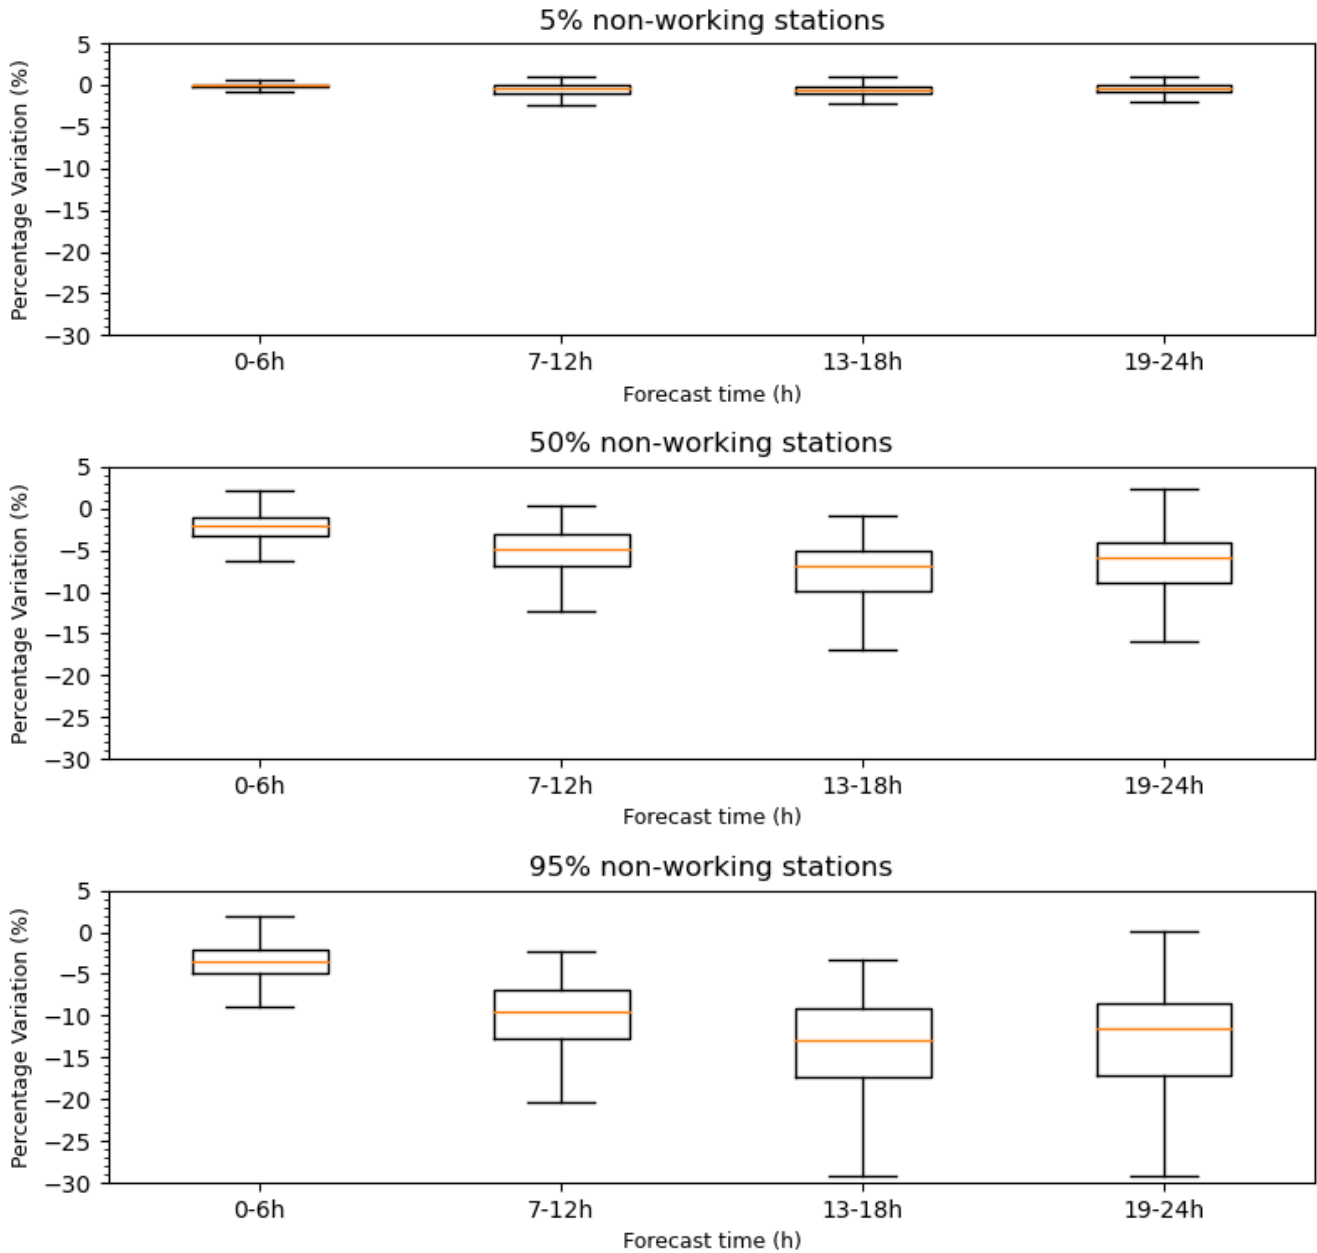 5% non-working stations
Percentage Variation (%)
5
0
−5
−10
−15
−20
−25
−30
0-6h 7-12h 13-18h 19-24h
Forecast time (h)
50% non-working stations
Percentage Variation (%)
5
0
−5
−10
−15
−20
−25
−30
0-6h 7-12h 13-18h 19-24h
Forecast time (h)
95% non-working stations
Percentage Variation (%)
5
0
−5
−10
−15
−20
−25
−30
0-6h 7-12h 13-18h 19-24h
Forecast time (h)